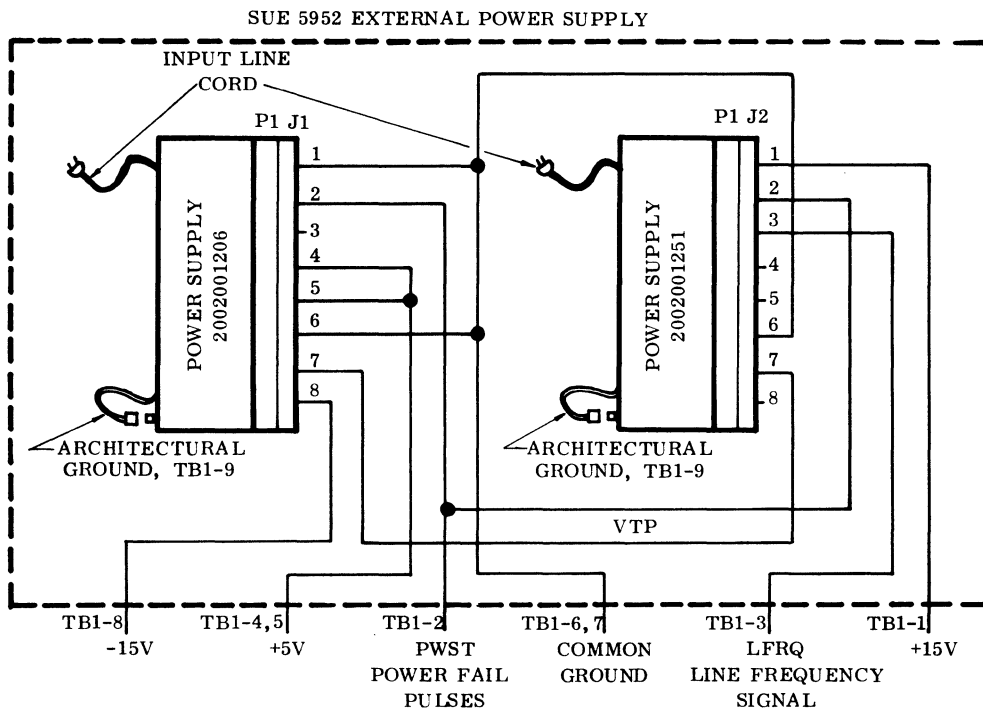 SUE 5952 EXTERNAL POWER SUPPLY
INPUT LINE
CORD
P1 J1
1
2
3
4
5
6
7
8
POWER SUPPLY
2002001206
ARCHITECTURAL
GROUND, TB1-9
P1 J2
1
2
3
4
5
6
7
8
POWER SUPPLY
2002001251
ARCHITECTURAL
GROUND, TB1-9
VTP
TB1-8
-15V
TB1-4,5
+5V
TB1-2
PWST
POWER FAIL
PULSES
TB1-6,7
COMMON
GROUND
TB1-3
LFRQ
LINE FREQUENCY
SIGNAL
TB1-1
+15V